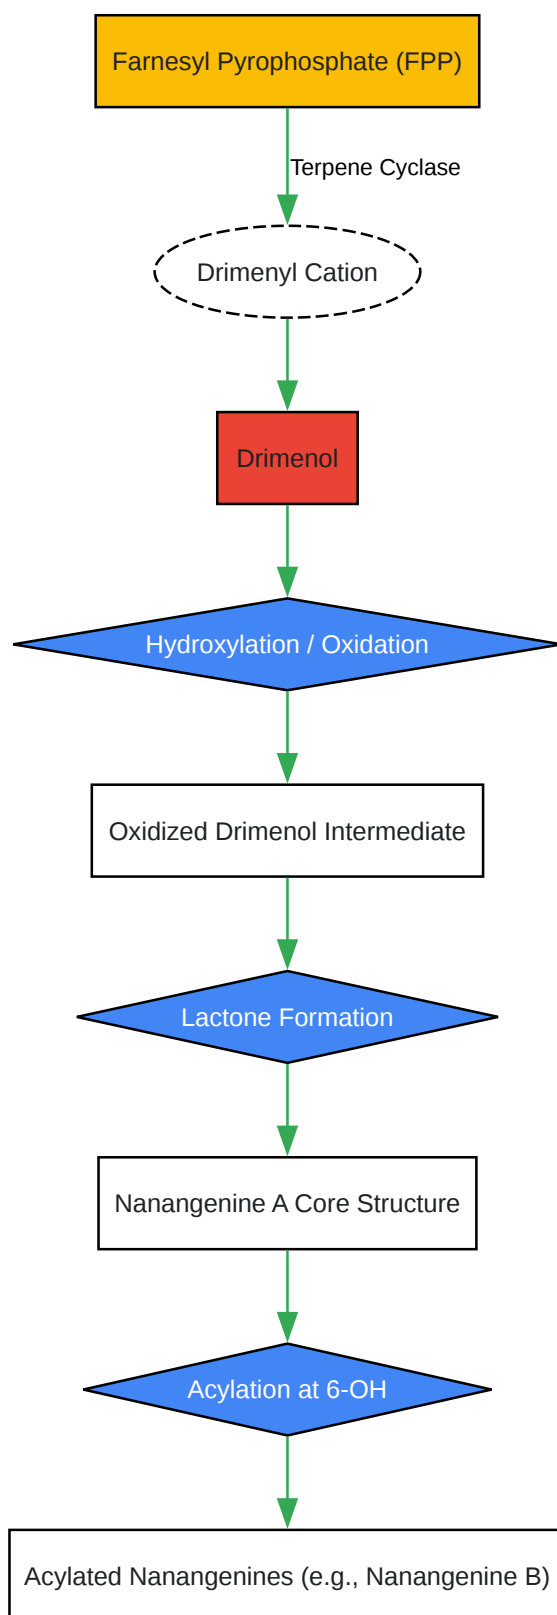 Farnesyl Pyrophosphate (FPP)
Terpene Cyclase
Drimenyl Cation
Drimenol
Hydroxylation / Oxidation
Oxidized Drimenol Intermediate
Lactone Formation
Nanangenine A Core Structure
Acylation at 6-OH
Acylated Nanangenines (e.g., Nanangenine B)